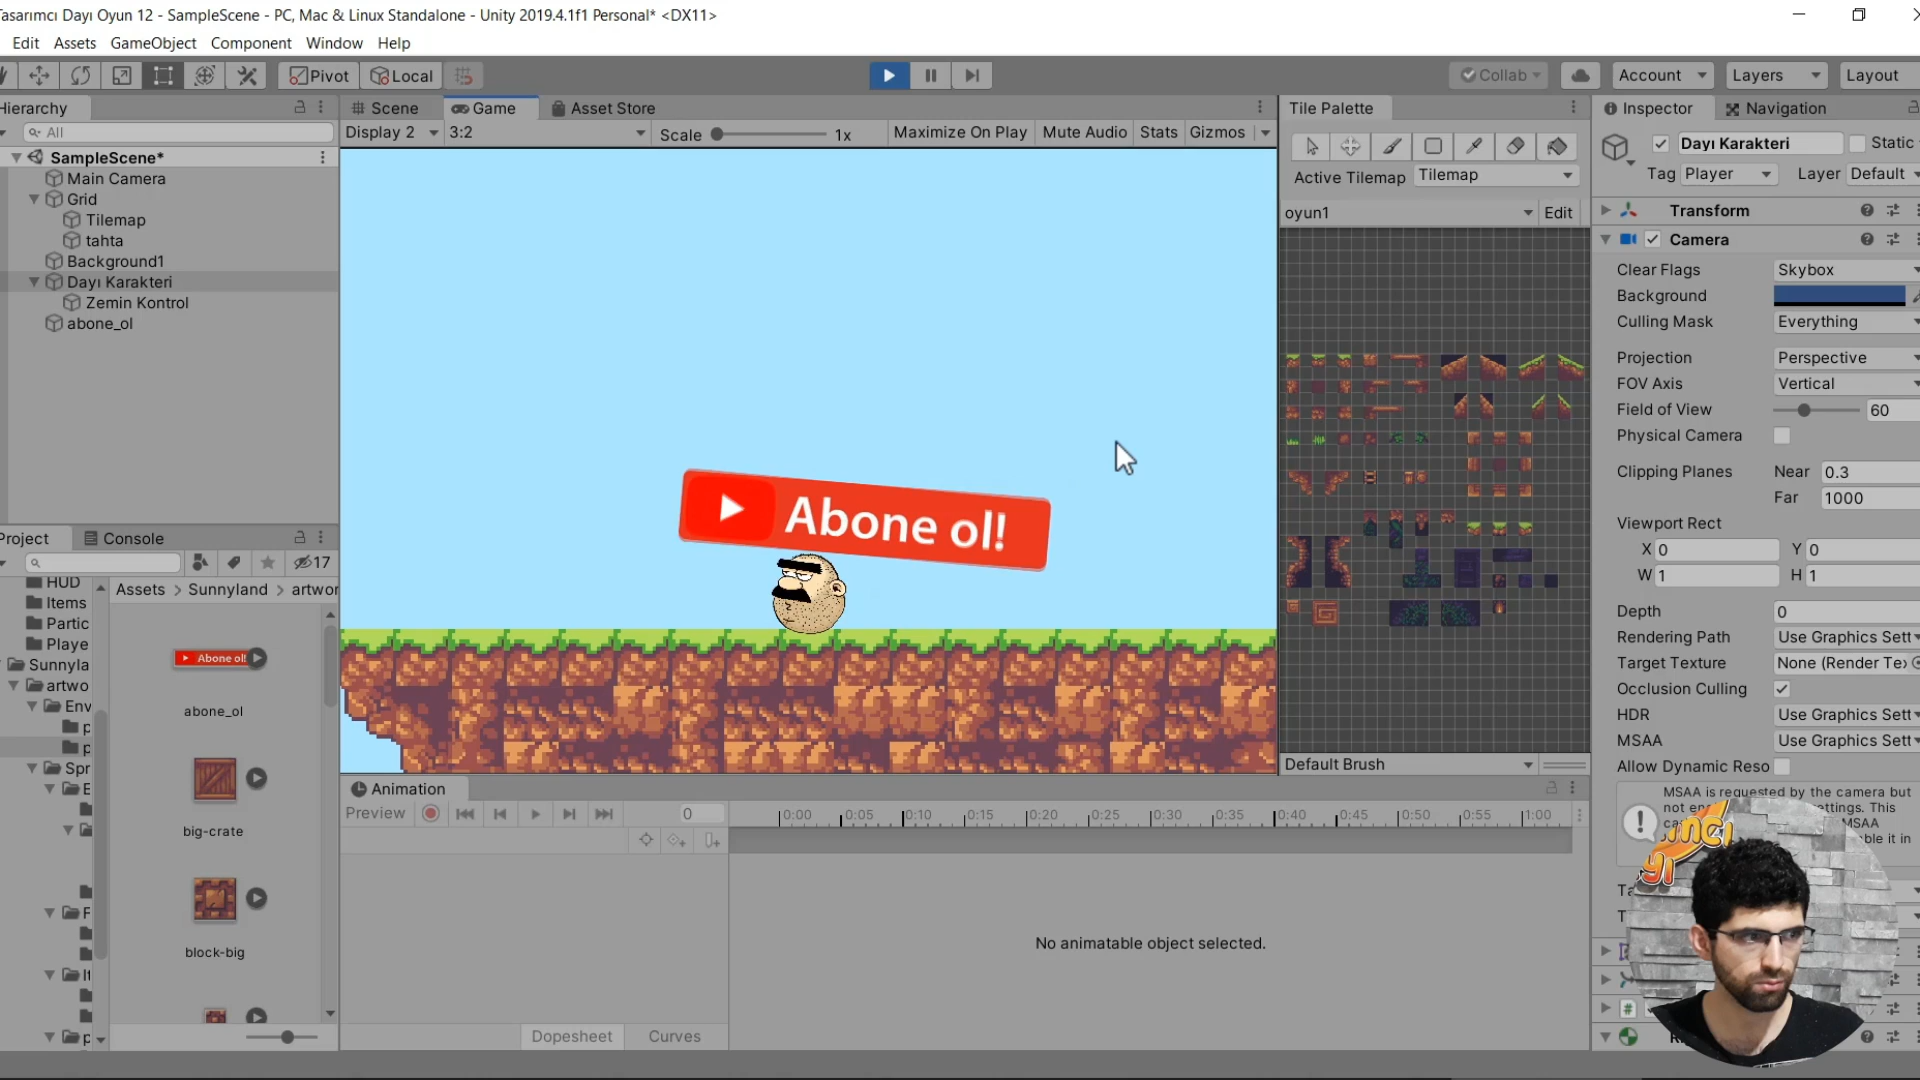 Tasarımcı Dayı Oyun 12 - SampleScene - PC, Mac & Linux Standalone - Unity 2019.4.1f1 Personal* <DX11>
Edit Assets GameObject Component Window Help
Pivot Local Collab Account Layers Layout
Hierarchy
All
SampleScene*
Main Camera
Grid
Tilemap
tahta
Background1
Dayı Karakteri
Zemin Kontrol
abone_ol
Scene Game Asset Store
Display 2 3:2 Scale 1x Maximize On Play Mute Audio Stats Gizmos
Abone ol!
Tile Palette
Active Tilemap Tilemap
oyun1 Edit
Default Brush
Inspector Navigation
Dayı Karakteri Static
Tag Player Layer Default
Transform
Camera
Clear Flags Skybox
Background
Culling Mask Everything
Projection Perspective
FOV Axis Vertical
Field of View 60
Physical Camera
Clipping Planes Near 0.3
Far 1000
Viewport Rect
X 0 Y 0
W 1 H 1
Depth 0
Rendering Path Use Graphics Sett
Target Texture None (Render Tex
Occlusion Culling
HDR Use Graphics Sett
MSAA Use Graphics Sett
Allow Dynamic Reso
MSAA is requested by the camera but
not en ettings. This
MSAA
ble it in
Project Console
17
HUD
Items
Partic
Playe
Sunnyla
artwo
Env
p
p
Spr
E
F
It
p
Assets > Sunnyland > artwor
Abone ol!
abone_ol
big-crate
block-big
Animation
Preview 0 0:00 0:05 0:10 0:15 0:20 0:25 0:30 0:35 0:40 0:45 0:50 0:55 1:00
No animatable object selected.
Dopesheet Curves